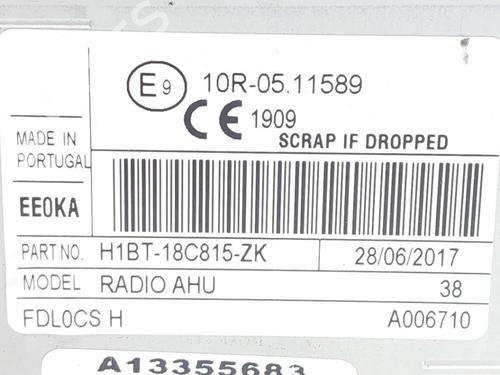 E9 10R-05.11589
CE 1909
SCRAP IF DROPPED
MADE IN
PORTUGAL
EE0KA
PART NO. H1BT-18C815-ZK 28/06/2017
MODEL RADIO AHU 38
FDL0CS H A006710
A13355683